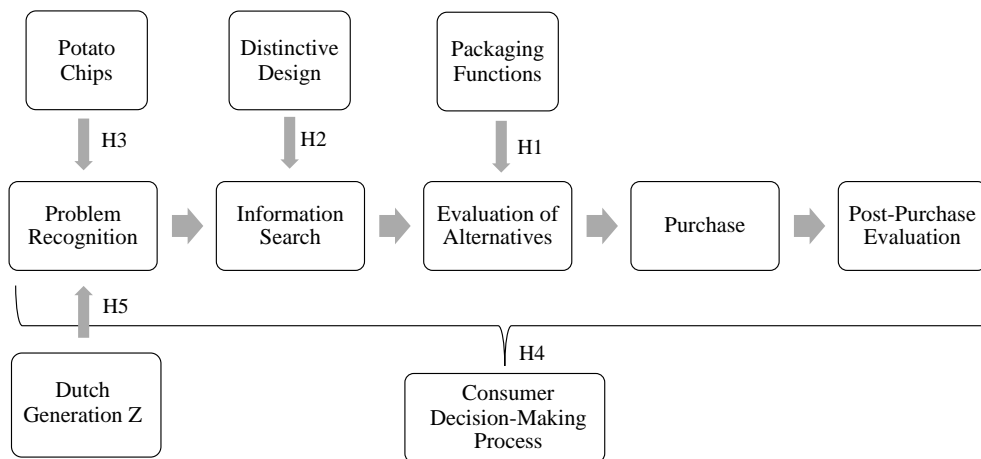 Potato
Chips
Distinctive
Design
Packaging
Functions
H3
H2
H1
Problem
Recognition
Information
Search
Evaluation of
Alternatives
Purchase
Post-Purchase
Evaluation
H5
H4
Dutch
Generation Z
Consumer
Decision-Making
Process